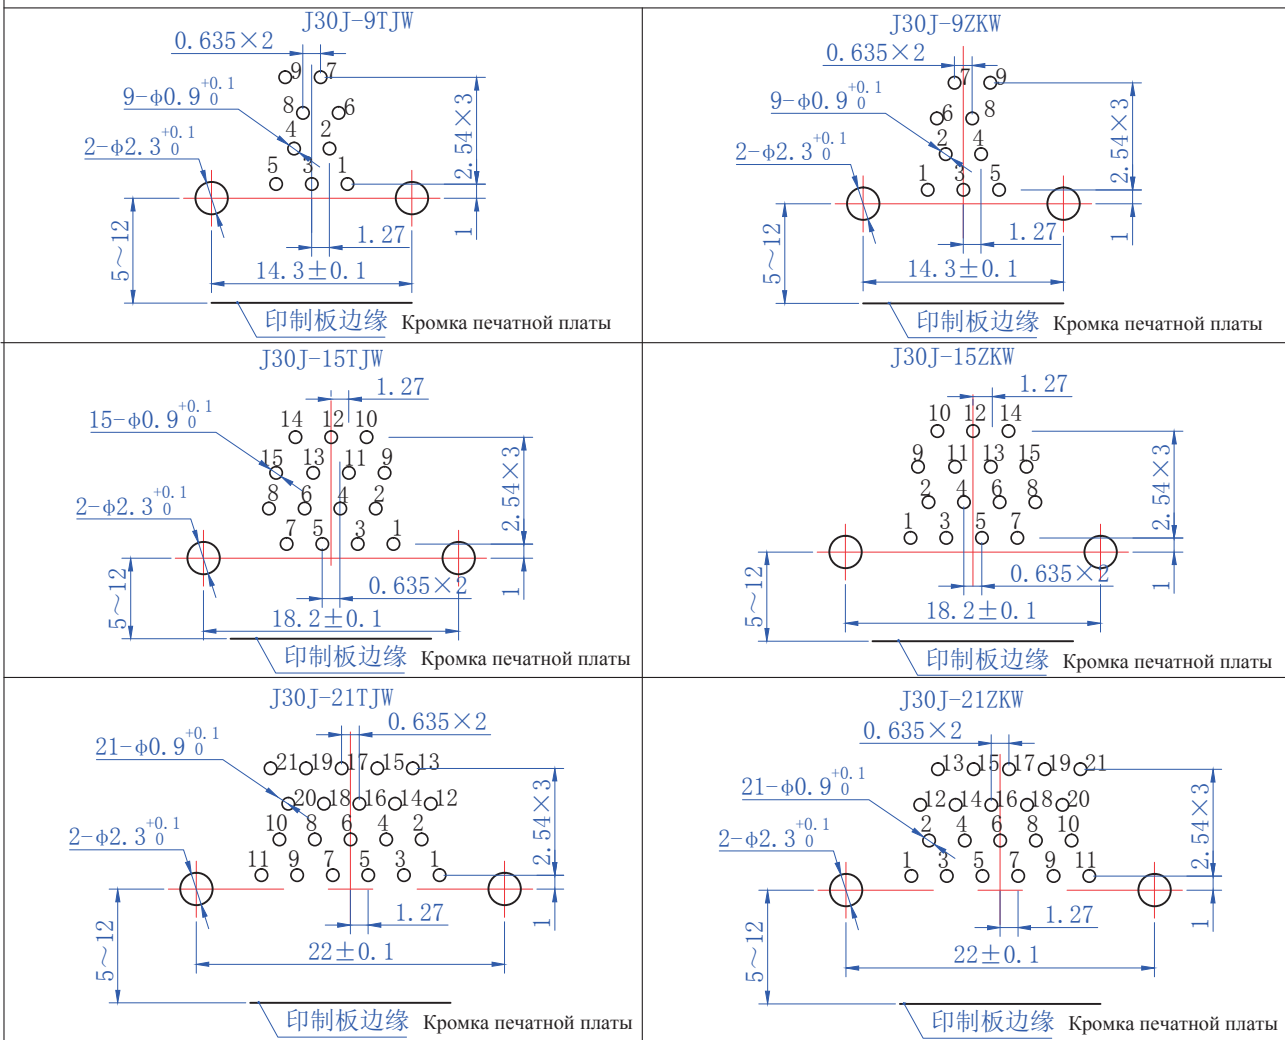 J30J-9TJW
0.635×2
9 7
9-φ0.9 +0.1 0
8 6
4 2
2-φ2.3 +0.1 0
5 3 1
2.54×3
1
5~12
1.27
14.3±0.1
印制板边缘 Кромка печатной платы
J30J-9ZKW
0.635×2
7 9
9-φ0.9 +0.1 0
6 8
2 4
2-φ2.3 +0.1 0
1 3 5
2.54×3
1
5~12
1.27
14.3±0.1
印制板边缘 Кромка печатной платы
J30J-15TJW
1.27
14 12 10
15-φ0.9 +0.1 0
15 13 11 9
8 6 4 2
2-φ2.3 +0.1 0
7 5 3 1
2.54×3
1
5~12
0.635×2
18.2±0.1
印制板边缘 Кромка печатной платы
J30J-15ZKW
1.27
10 12 14
9 11 13 15
2 4 6 8
1 3 5 7
2.54×3
1
5~12
0.635×2
18.2±0.1
印制板边缘 Кромка печатной платы
J30J-21TJW
0.635×2
21-φ0.9 +0.1 0
21 19 17 15 13
20 18 16 14 12
10 8 6 4 2
2-φ2.3 +0.1 0
11 9 7 5 3 1
2.54×3
1
5~12
1.27
22±0.1
印制板边缘 Кромка печатной платы
J30J-21ZKW
0.635×2
13 15 17 19 21
21-φ0.9 +0.1 0
12 14 16 18 20
2 4 6 8 10
2-φ2.3 +0.1 0
1 3 5 7 9 11
2.54×3
1
5~12
1.27
22±0.1
印制板边缘 Кромка печатной платы